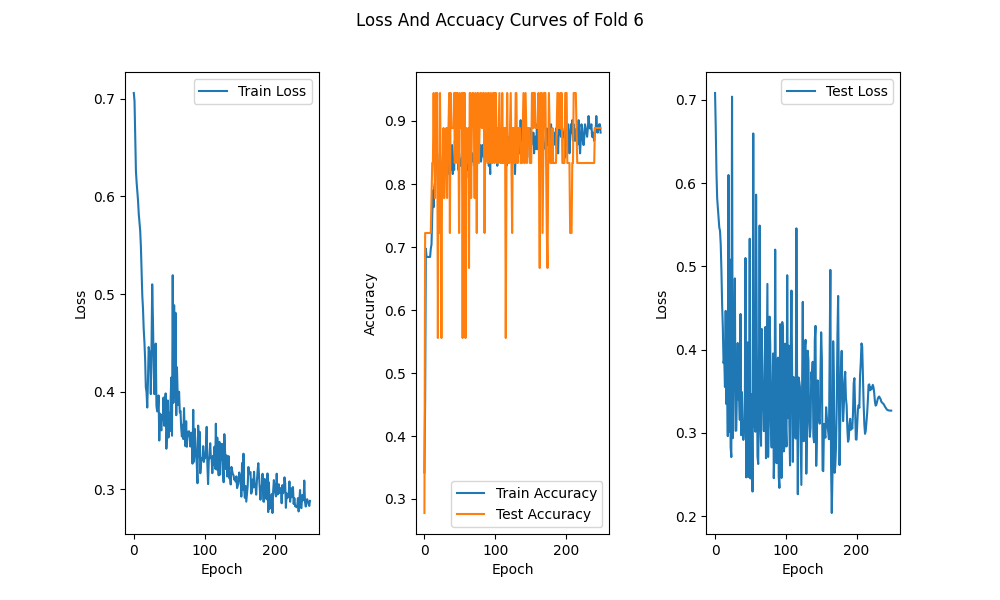 Loss And Accuacy Curves of Fold 6
Train Loss
0.7
0.6
0.5
0.4
0.3
Loss
0
100
200
Epoch
0.9
0.8
0.7
0.6
0.5
0.4
0.3
Accuracy
Train Accuracy
Test Accuracy
0
100
200
Epoch
Test Loss
0.7
0.6
0.5
0.4
0.3
0.2
Loss
0
100
200
Epoch